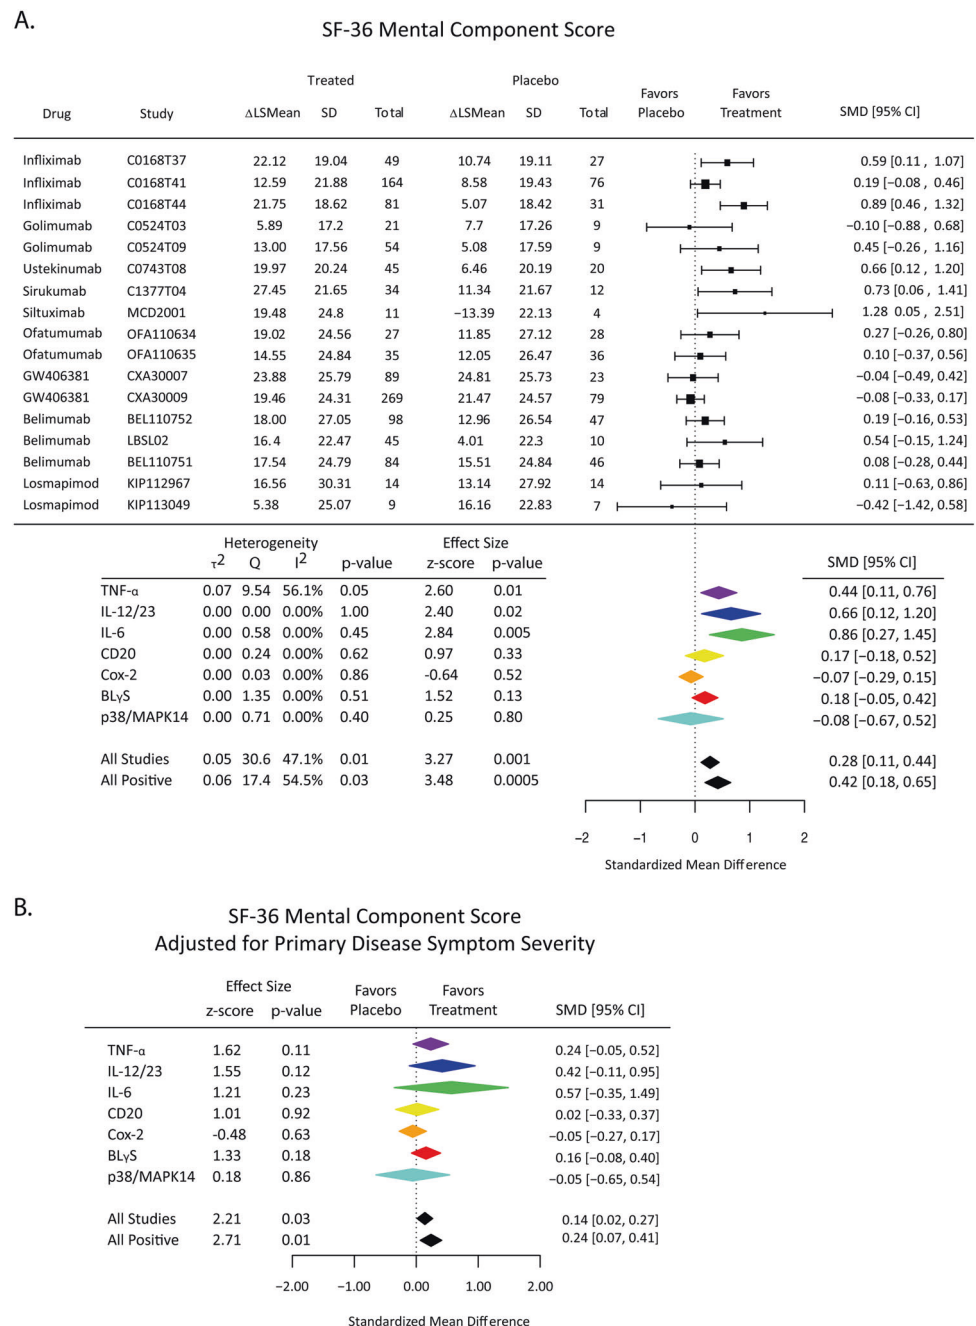 A.
SF-36 Mental Component Score
Treated Placebo
Favors Favors
Drug Study ΔLSMean SD Total ΔLSMean SD Total Placebo Treatment SMD [95% CI]
Infliximab C0168T37 22.12 19.04 49 10.74 19.11 27 0.59 [0.11 , 1.07]
Infliximab C0168T41 12.59 21.88 164 8.58 19.43 76 0.19 [−0.08 , 0.46]
Infliximab C0168T44 21.75 18.62 81 5.07 18.42 31 0.89 [0.46 , 1.32]
Golimumab C0524T03 5.89 17.2 21 7.7 17.26 9 −0.10 [−0.88 , 0.68]
Golimumab C0524T09 13.00 17.56 54 5.08 17.59 9 0.45 [−0.26 , 1.16]
Ustekinumab C0743T08 19.97 20.24 45 6.46 20.19 20 0.66 [0.12 , 1.20]
Sirukumab C1377T04 27.45 21.65 34 11.34 21.67 12 0.73 [0.06 , 1.41]
Siltuximab MCD2001 19.48 24.8 11 −13.39 22.13 4 1.28 0.05 , 2.51]
Ofatumumab OFA110634 19.02 24.56 27 11.85 27.12 28 0.27 [−0.26, 0.80]
Ofatumumab OFA110635 14.55 24.84 35 12.05 26.47 36 0.10 [−0.37, 0.56]
GW406381 CXA30007 23.88 25.79 89 24.81 25.73 23 −0.04 [−0.49, 0.42]
GW406381 CXA30009 19.46 24.31 269 21.47 24.57 79 −0.08 [−0.33, 0.17]
Belimumab BEL110752 18.00 27.05 98 12.96 26.54 47 0.19 [−0.16, 0.53]
Belimumab LBSL02 16.4 22.47 45 4.01 22.3 10 0.54 [−0.15, 1.24]
Belimumab BEL110751 17.54 24.79 84 15.51 24.84 46 0.08 [−0.28, 0.44]
Losmapimod KIP112967 16.56 30.31 14 13.14 27.92 14 0.11 [−0.63, 0.86]
Losmapimod KIP113049 5.38 25.07 9 16.16 22.83 7 −0.42 [−1.42, 0.58]
Heterogeneity Effect Size
τ² Q I² p-value z-score p-value SMD [95% CI]
TNF-α 0.07 9.54 56.1% 0.05 2.60 0.01 0.44 [0.11, 0.76]
IL-12/23 0.00 0.00 0.00% 1.00 2.40 0.02 0.66 [0.12, 1.20]
IL-6 0.00 0.58 0.00% 0.45 2.84 0.005 0.86 [0.27, 1.45]
CD20 0.00 0.24 0.00% 0.62 0.97 0.33 0.17 [−0.18, 0.52]
Cox-2 0.00 0.03 0.00% 0.86 -0.64 0.52 −0.07 [−0.29, 0.15]
BLγS 0.00 1.35 0.00% 0.51 1.52 0.13 0.18 [−0.05, 0.42]
p38/MAPK14 0.00 0.71 0.00% 0.40 0.25 0.80 −0.08 [−0.67, 0.52]
All Studies 0.05 30.6 47.1% 0.01 3.27 0.001 0.28 [0.11, 0.44]
All Positive 0.06 17.4 54.5% 0.03 3.48 0.0005 0.42 [0.18, 0.65]
−2 −1 0 1 2
Standardized Mean Difference
B.
SF-36 Mental Component Score
Adjusted for Primary Disease Symptom Severity
Effect Size Favors Favors
z-score p-value Placebo Treatment SMD [95% CI]
TNF-α 1.62 0.11 0.24 [−0.05, 0.52]
IL-12/23 1.55 0.12 0.42 [−0.11, 0.95]
IL-6 1.21 0.23 0.57 [−0.35, 1.49]
CD20 1.01 0.92 0.02 [−0.33, 0.37]
Cox-2 -0.48 0.63 −0.05 [−0.27, 0.17]
BLγS 1.33 0.18 0.16 [−0.08, 0.40]
p38/MAPK14 0.18 0.86 −0.05 [−0.65, 0.54]
All Studies 2.21 0.03 0.14 [0.02, 0.27]
All Positive 2.71 0.01 0.24 [0.07, 0.41]
−2.00 −1.00 0.00 1.00 2.00
Standardized Mean Difference